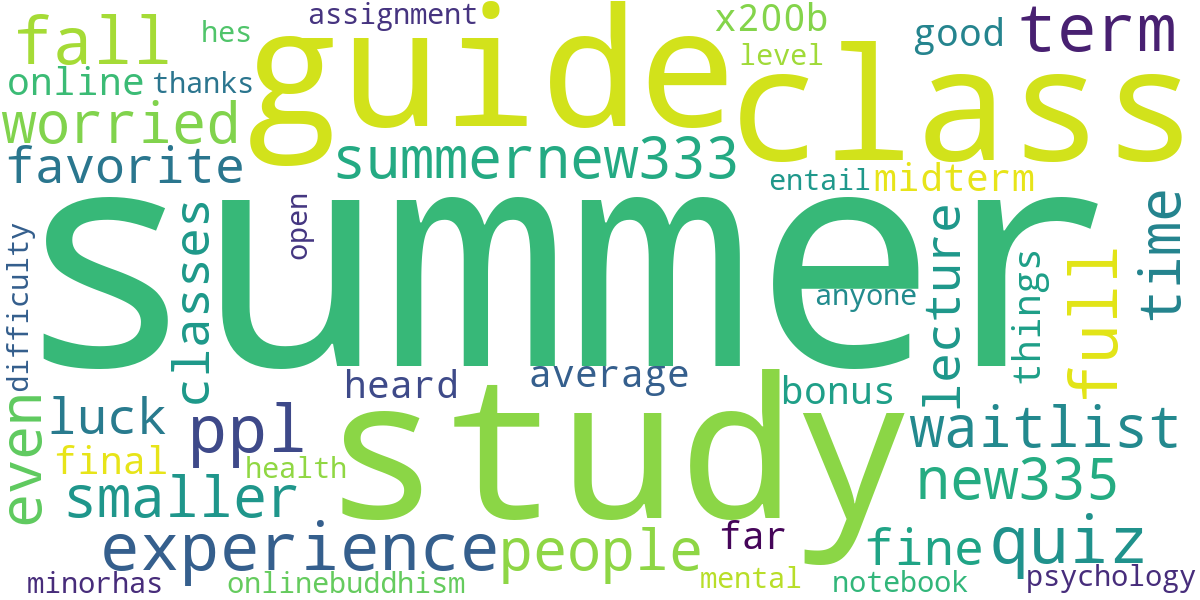 assignment
x200b
good
term
fall
hes
guide
class
level
online
thanks
worried
favorite
summernew333
entail
midterm
open
summer
classes
difficulty
lecture
things
full
time
anyone
heard
average
bonus
even
luck
ppl
study
waitlist
final
health
smaller
new335
experience
people
far
fine
quiz
minorhas
onlinebuddhism
mental
notebook
psychology